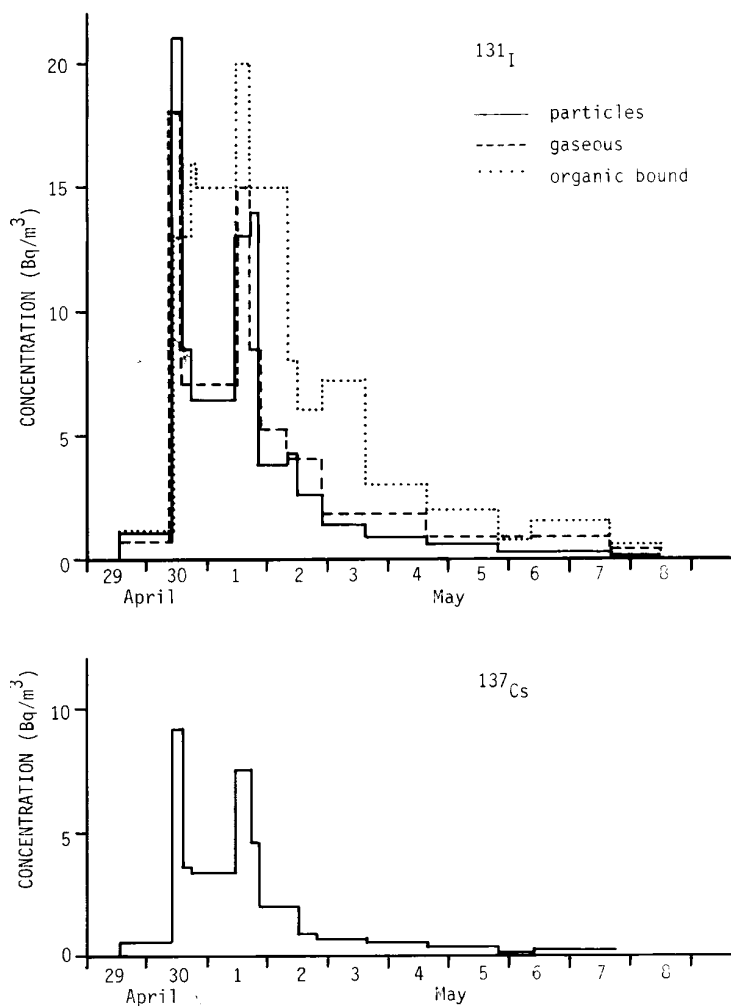 131I
particles
gaseous
organic bound
CONCENTRATION (Bq/m3)
20
15
10
5
0
29 30 1 2 3 4 5 6 7 8
April May
137Cs
CONCENTRATION (Bq/m3)
10
5
0
29 30 1 2 3 4 5 6 7 8
April May